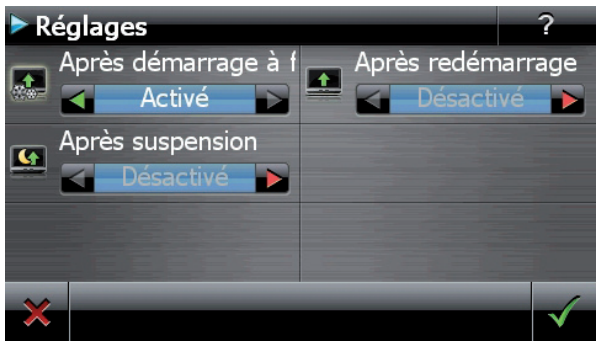 Réglages
?
Après démarrage à f
Activé
Après redémarrage
Désactivé
Après suspension
Désactivé